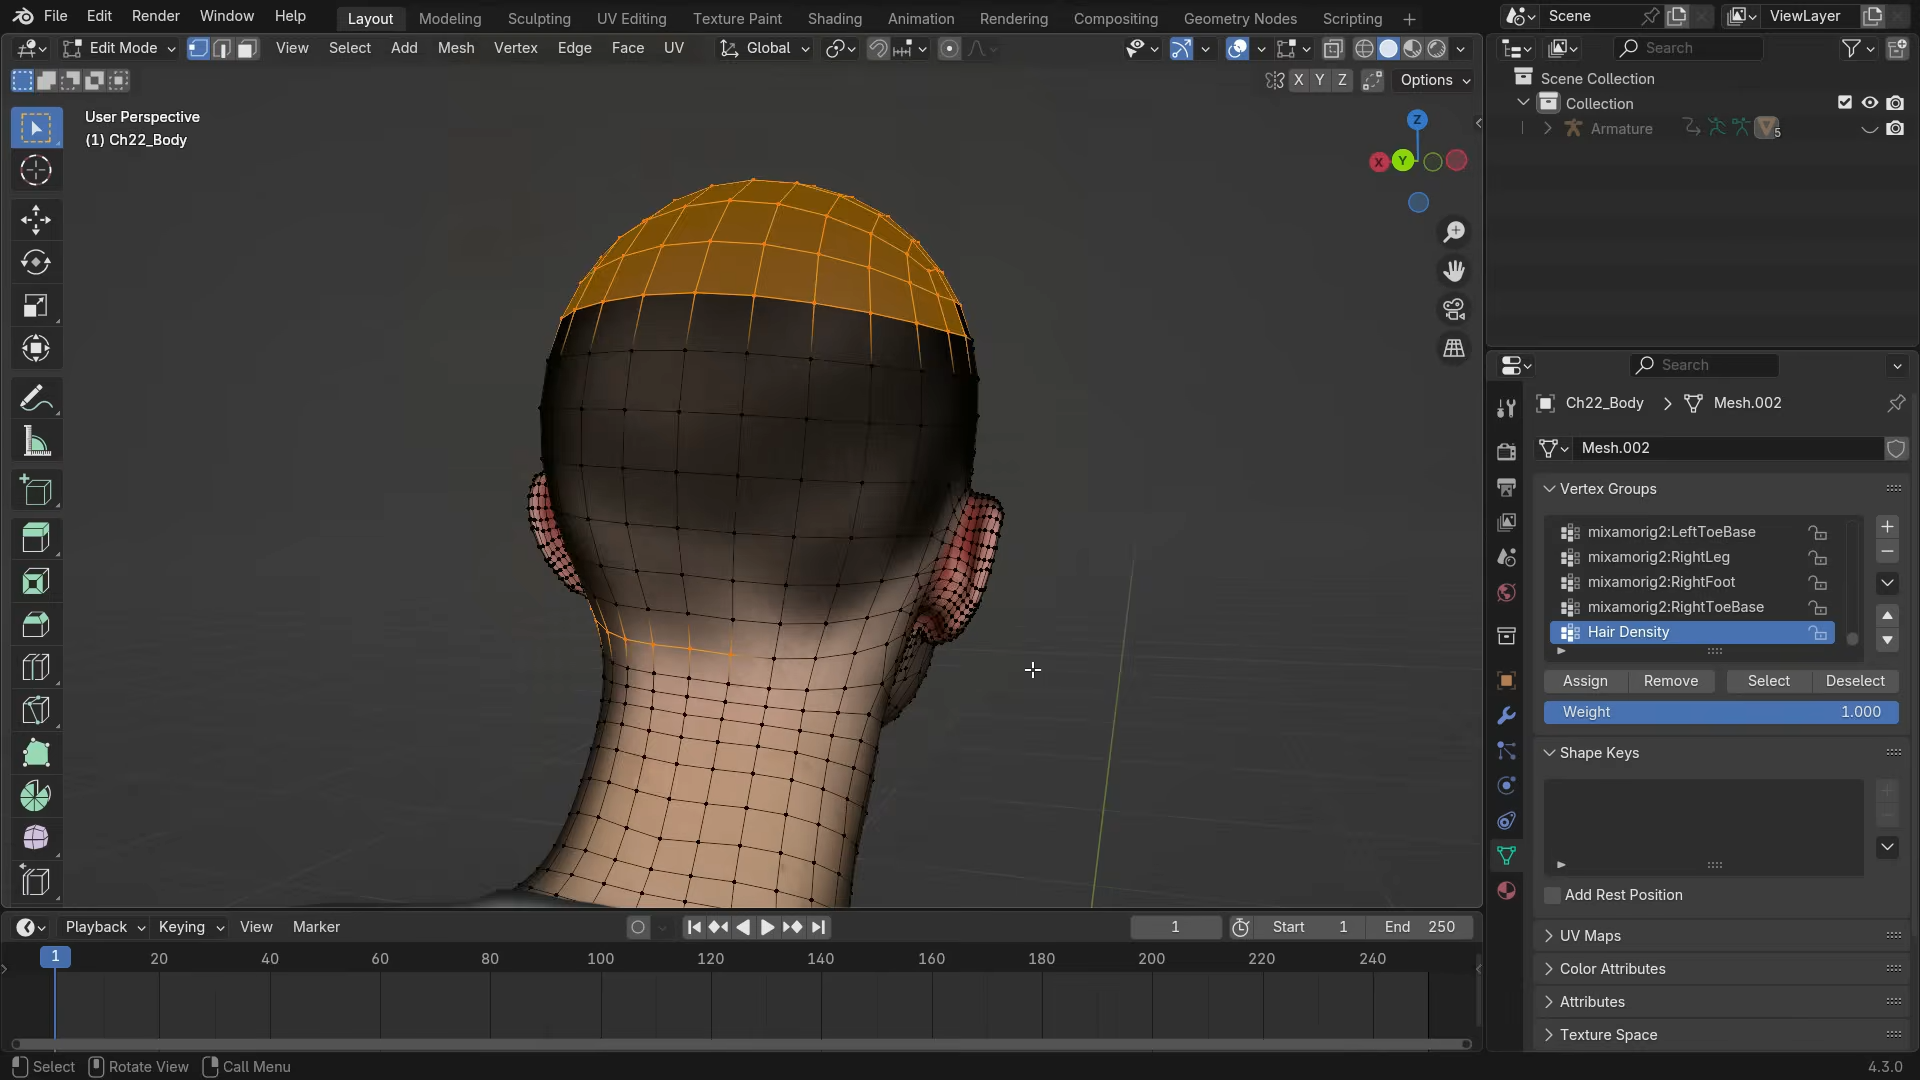 File Edit Render Window Help
Layout Modeling Sculpting UV Editing Texture Paint Shading Animation Rendering Compositing Geometry Nodes Scripting +
Scene ViewLayer
Edit Mode View Select Add Mesh Vertex Edge Face UV Global
Search
X Y Z Options
Scene Collection
Collection
Armature 5
User Perspective
(1) Ch22_Body
Z
X Y
Search
Ch22_Body > Mesh.002
Mesh.002
Vertex Groups
mixamorig2:LeftToeBase
mixamorig2:RightLeg
mixamorig2:RightFoot
mixamorig2:RightToeBase
Hair Density
Assign Remove Select Deselect
Weight 1.000
Shape Keys
Add Rest Position
UV Maps
Color Attributes
Attributes
Texture Space
Playback Keying View Marker 1 Start 1 End 250
1 20 40 60 80 100 120 140 160 180 200 220 240
Select Rotate View Call Menu 4.3.0